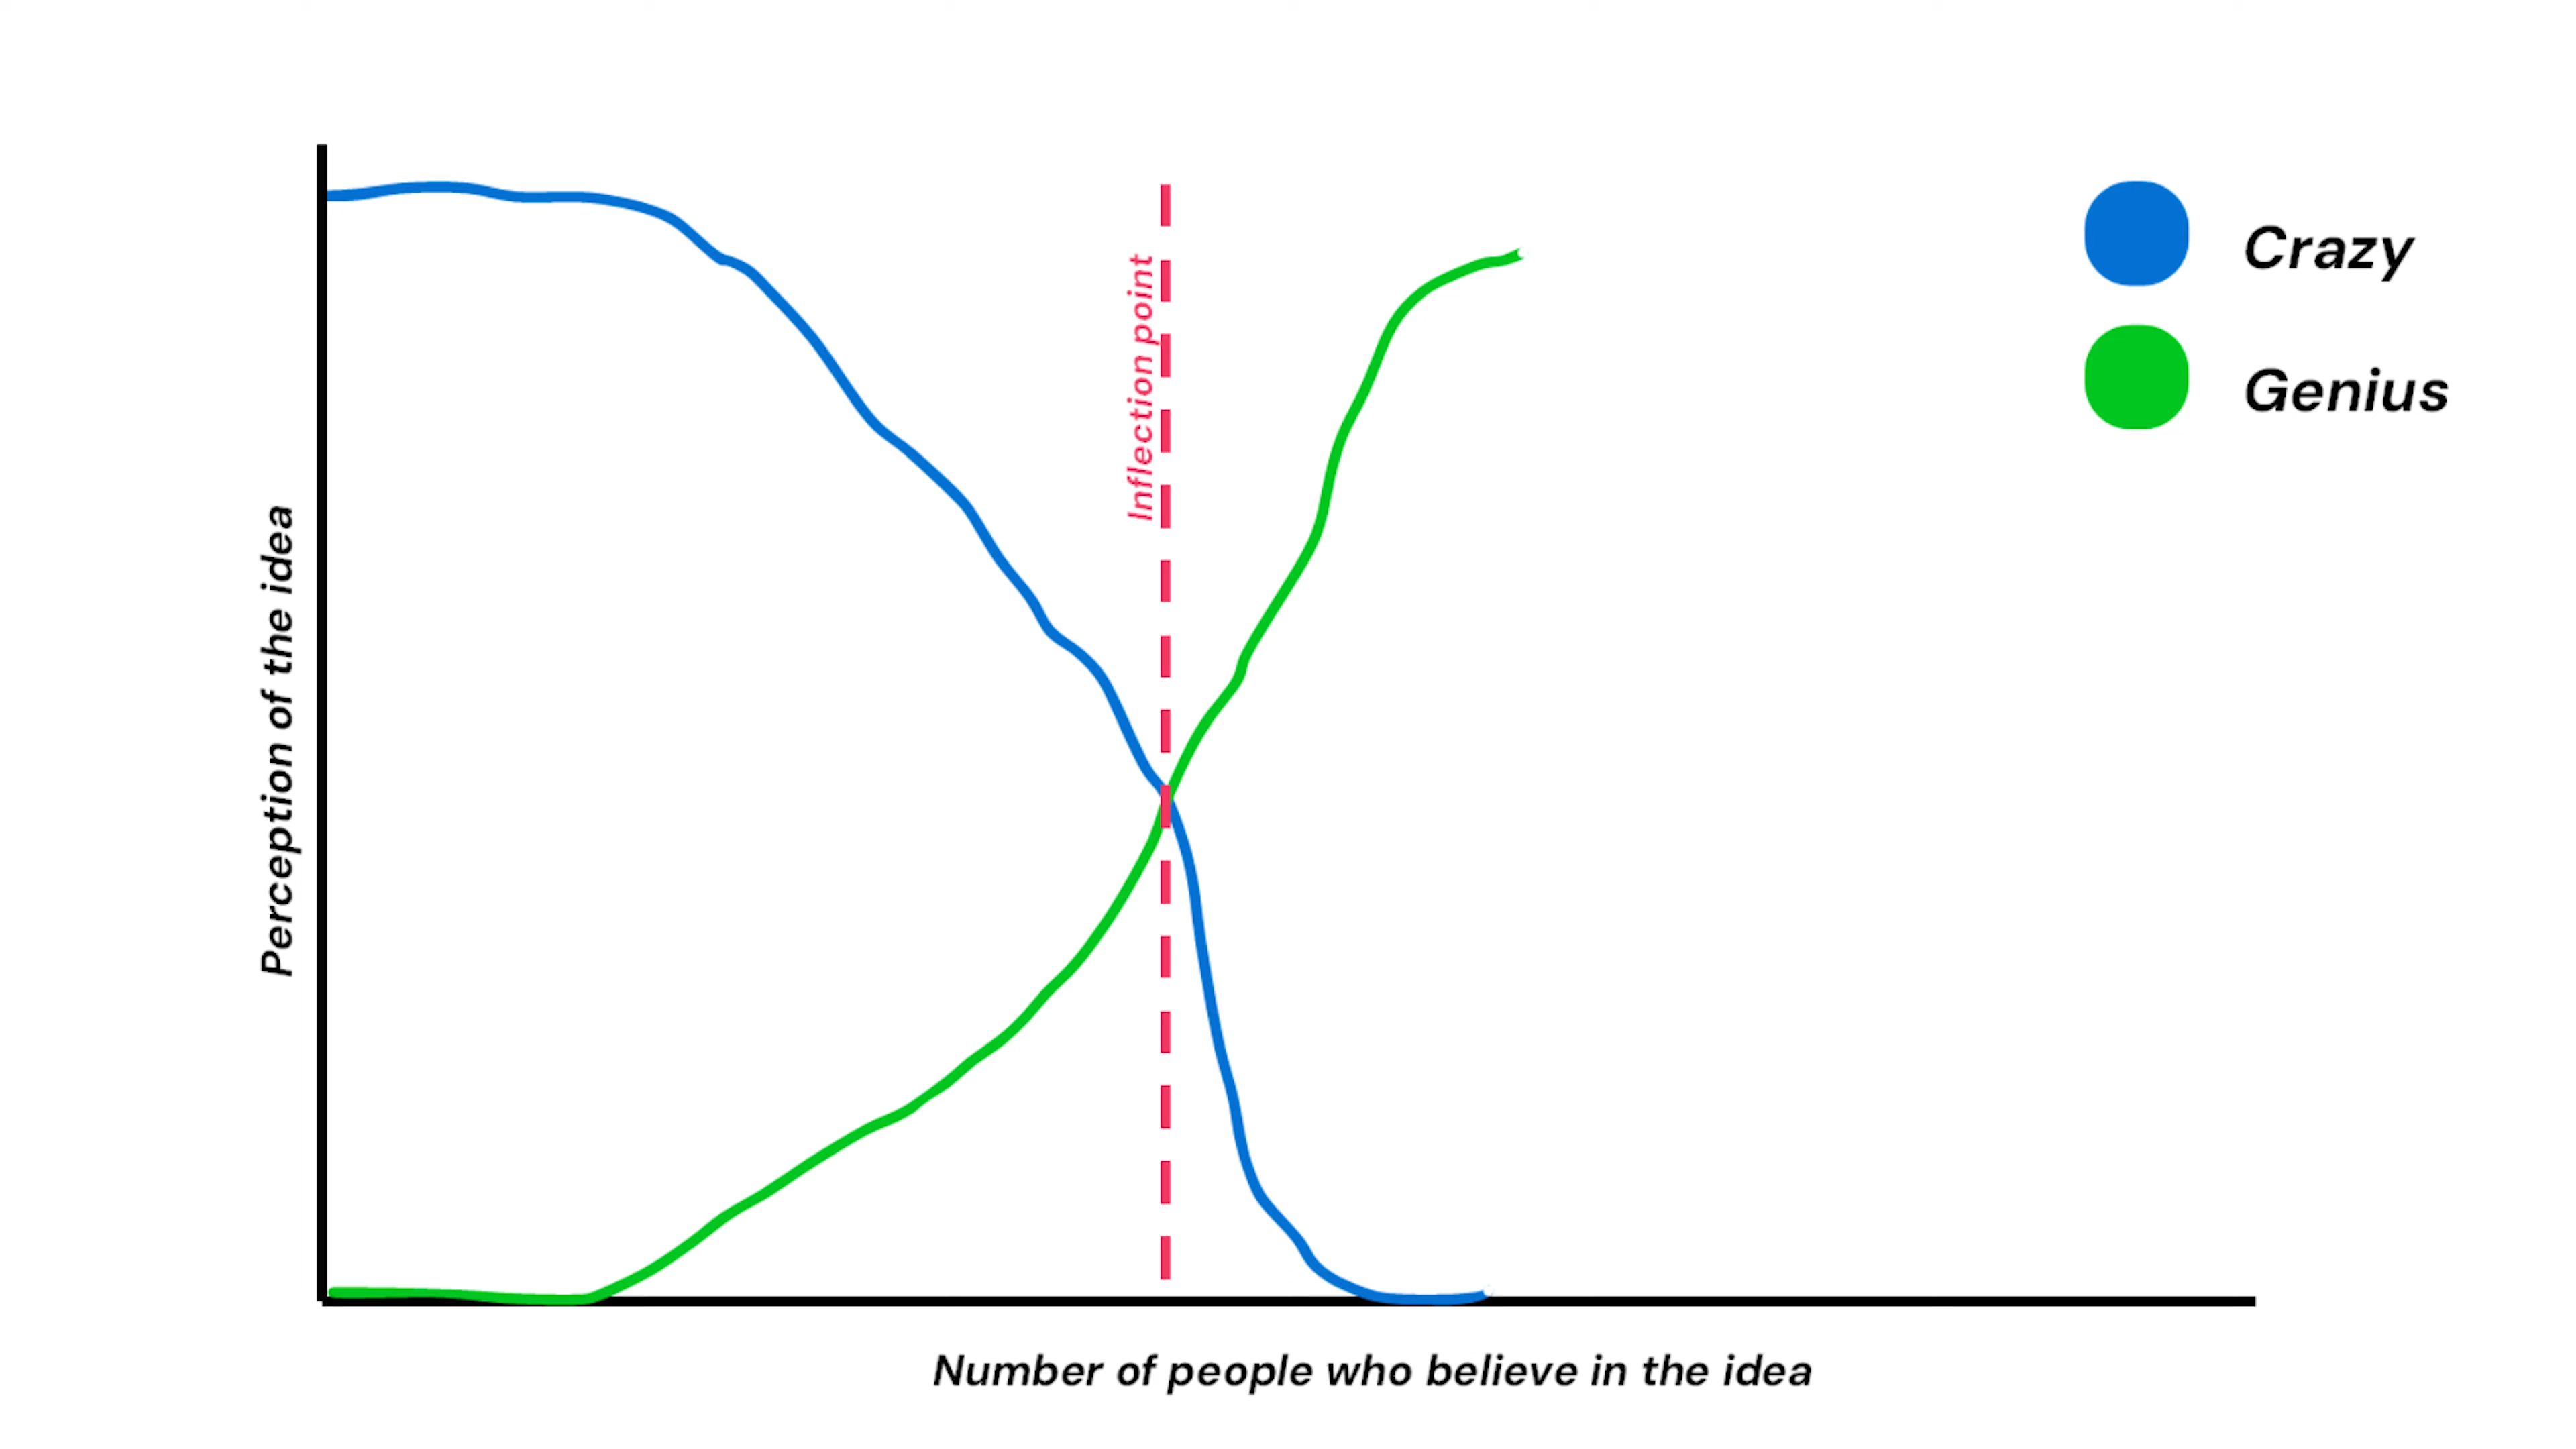 Crazy
Genius
Inflection point
Perception of the idea
Number of people who believe in the idea